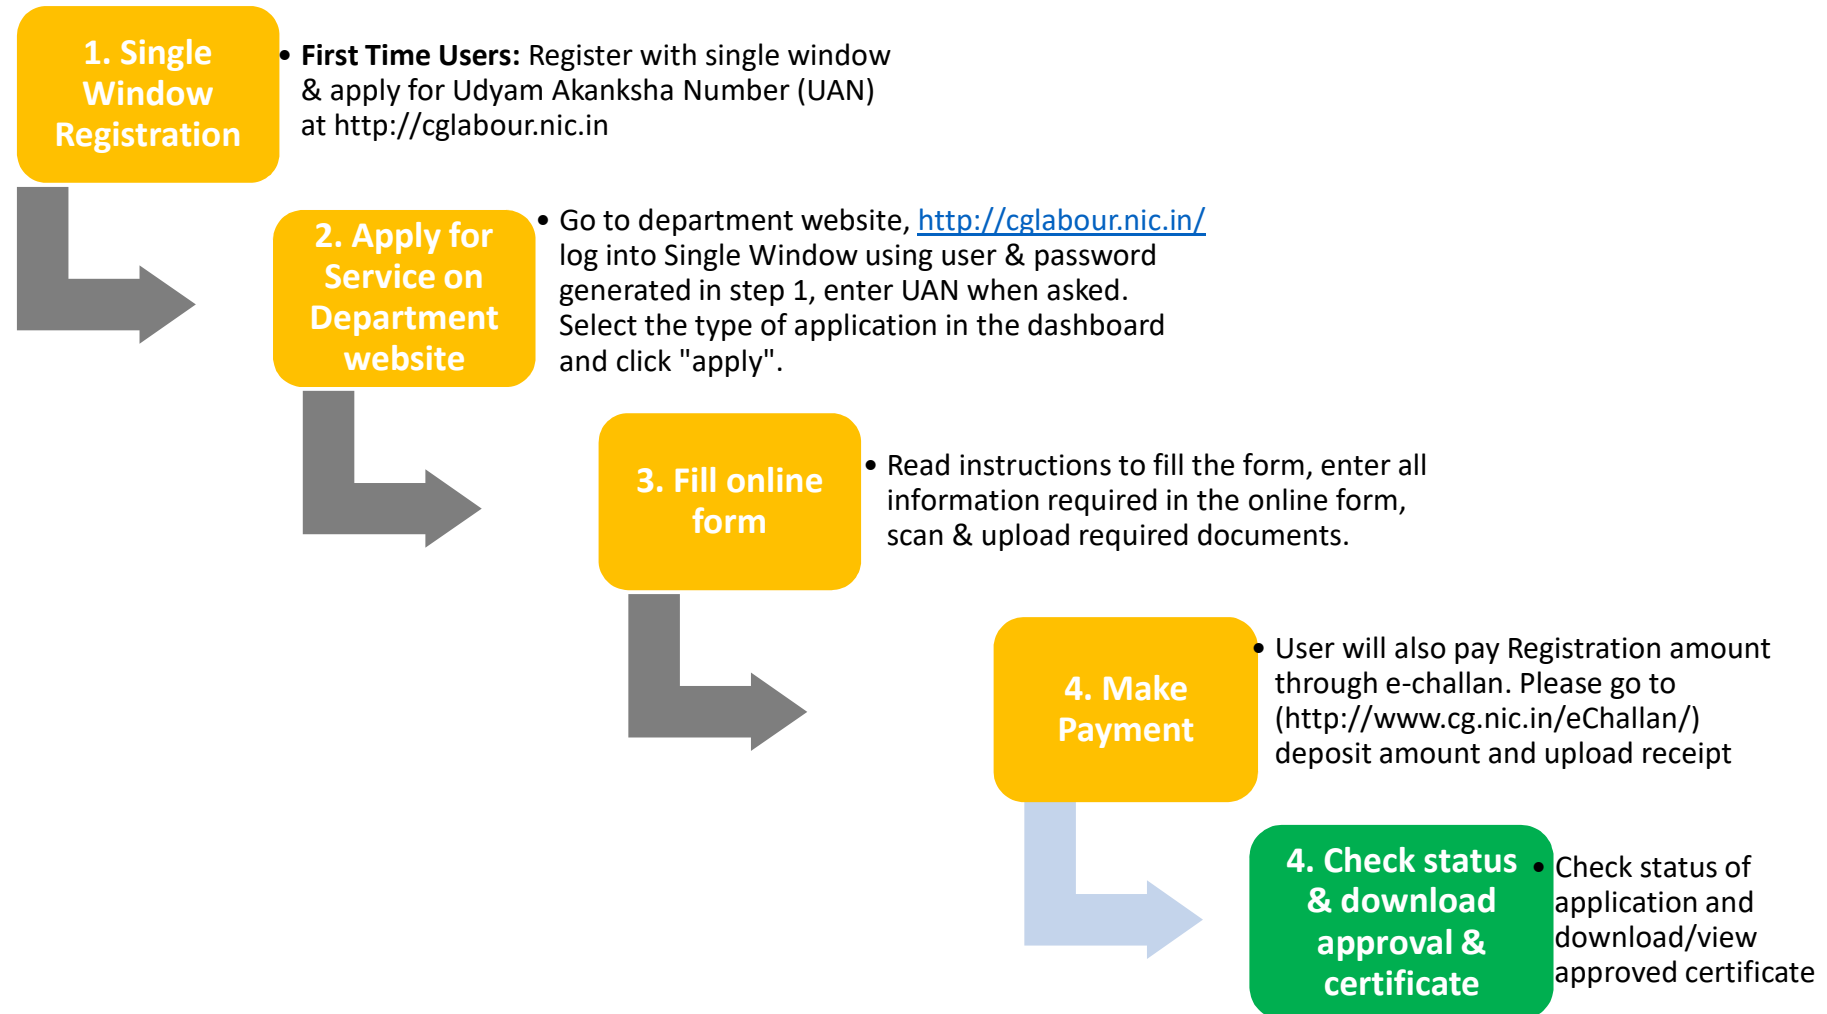 1. Single
Window
Registration
• First Time Users: Register with single window
& apply for Udyam Akanksha Number (UAN)
at http://cglabour.nic.in
2. Apply for
Service on
Department
website
• Go to department website, http://cglabour.nic.in/
log into Single Window using user & password
generated in step 1, enter UAN when asked.
Select the type of application in the dashboard
and click "apply".
3. Fill online
form
• Read instructions to fill the form, enter all
information required in the online form,
scan & upload required documents.
4. Make
Payment
• User will also pay Registration amount
through e-challan. Please go to
(http://www.cg.nic.in/eChallan/)
deposit amount and upload receipt
4. Check status
& download
approval &
certificate
• Check status of
application and
download/view
approved certificate